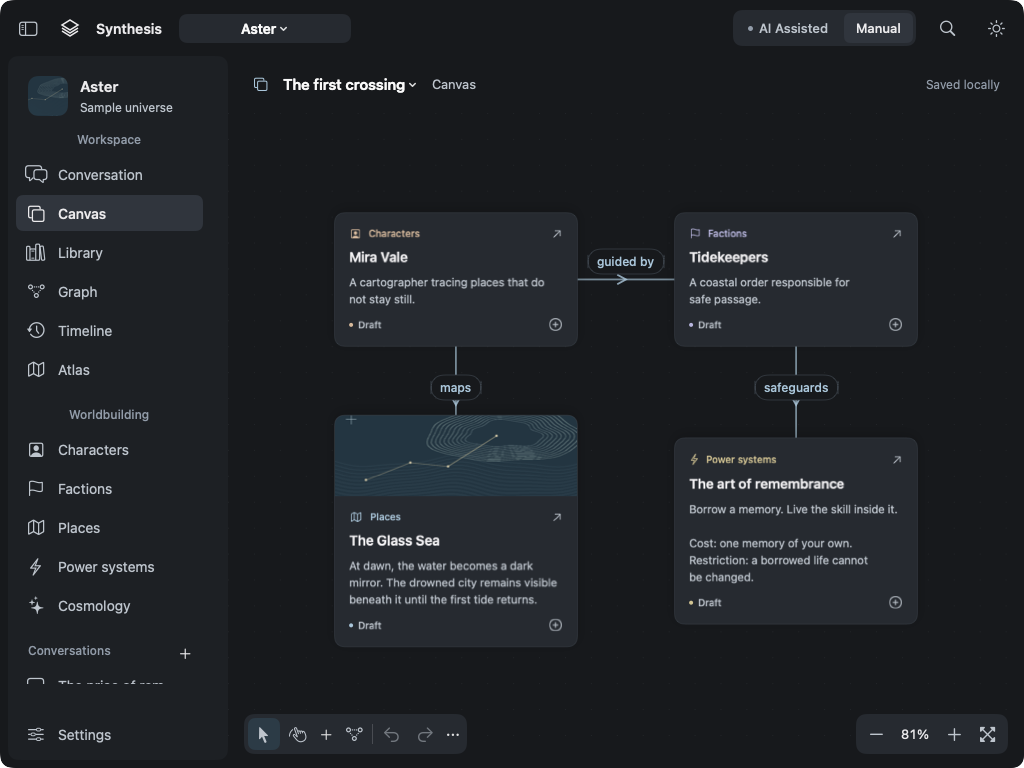 Synthesis
Aster
AI Assisted
Manual
Aster
Sample universe
Workspace
Conversation
Canvas
Library
Graph
Timeline
Atlas
Worldbuilding
Characters
Factions
Places
Power systems
Cosmology
Conversations
Settings
The first crossing
Canvas
Saved locally
Characters
Mira Vale
A cartographer tracing places that do
not stay still.
Draft
guided by
Factions
Tidekeepers
A coastal order responsible for
safe passage.
Draft
maps
safeguards
Places
The Glass Sea
At dawn, the water becomes a dark
mirror. The drowned city remains visible
beneath it until the first tide returns.
Draft
Power systems
The art of remembrance
Borrow a memory. Live the skill inside it.
Cost: one memory of your own.
Restriction: a borrowed life cannot
be changed.
Draft
81%